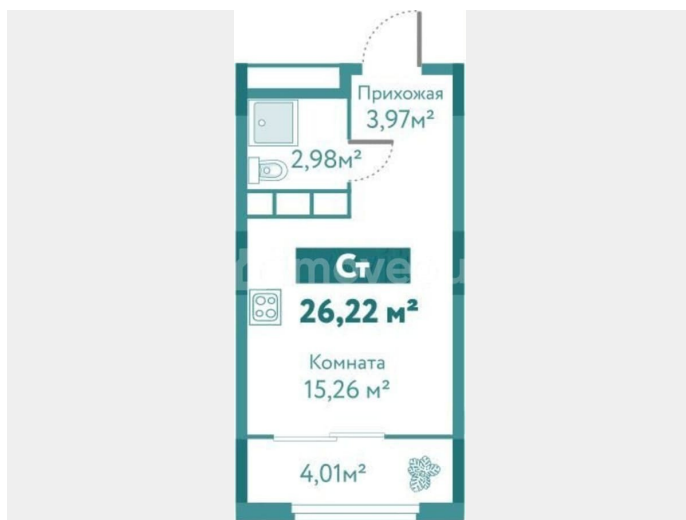 Прихожая
3,97м²
2,98м²
Ст
26,22 м²
Комната
15,26 м²
4,01м²